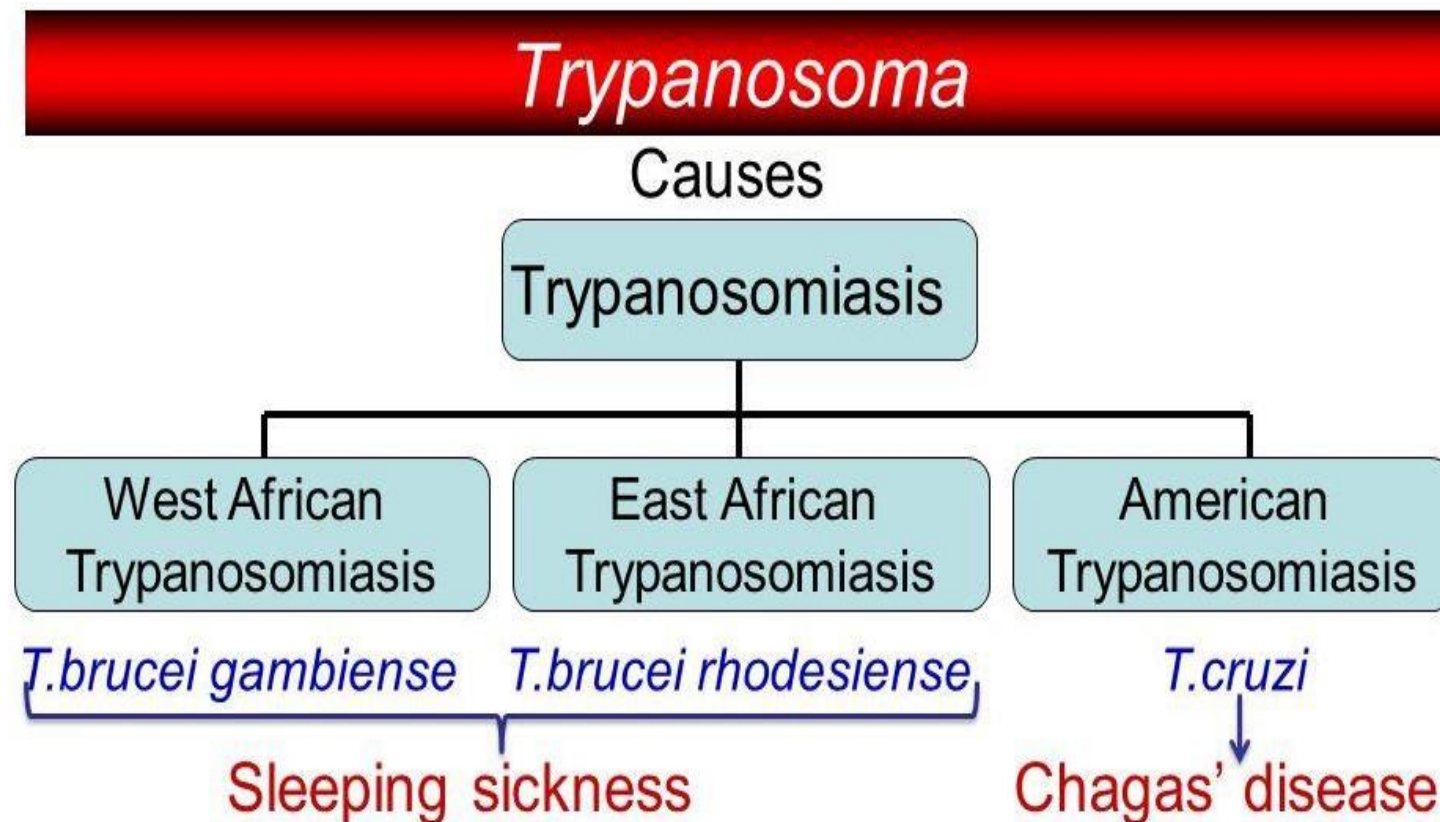 Trypanosoma
Causes
Trypanosomiasis
West African
Trypanosomiasis
East African
Trypanosomiasis
American
Trypanosomiasis
T.brucei gambiense
T.brucei rhodesiense
T.cruzi
Sleeping sickness
Chagas’ disease